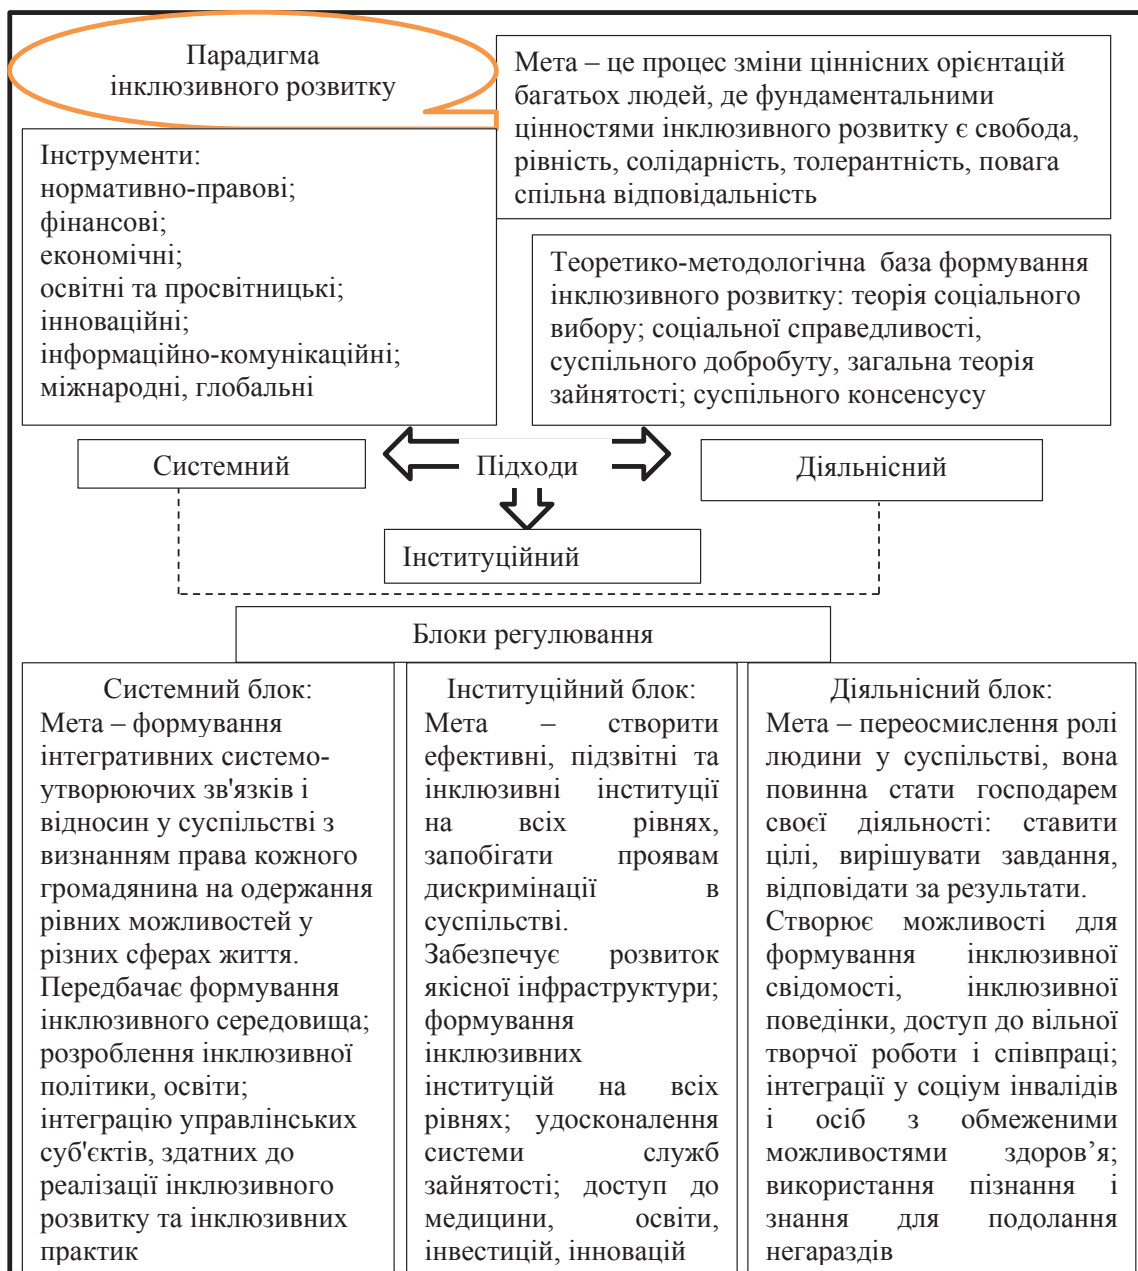 Парадигма
інклюзивного розвитку
Мета – це процес зміни ціннісних орієнтацій
багатьох людей, де фундаментальними
цінностями інклюзивного розвитку є свобода,
рівність, солідарність, толерантність, повага
спільна відповідальність
Інструменти:
нормативно-правові;
фінансові;
економічні;
освітні та просвітницькі;
інноваційні;
інформаційно-комунікаційні;
міжнародні, глобальні
Теоретико-методологічна база формування
інклюзивного розвитку: теорія соціального
вибору; соціальної справедливості,
суспільного добробуту, загальна теорія
зайнятості; суспільного консенсусу
Системний
Підходи
Діяльнісний
Інституційний
Блоки регулювання
Системний блок:
Мета – формування
інтегративних системо-
утворюючих зв'язків і
відносин у суспільстві з
визнанням права кожного
громадянина на одержання
рівних можливостей у
різних сферах життя.
Передбачає формування
інклюзивного середовища;
розроблення інклюзивної
політики, освіти;
інтеграцію управлінських
суб'єктів, здатних до
реалізації інклюзивного
розвитку та інклюзивних
практик
Інституційний блок:
Мета – створити
ефективні, підзвітні та
інклюзивні інституції
на всіх рівнях,
запобігати проявам
дискримінації в
суспільстві.
Забезпечує розвиток
якісної інфраструктури;
формування
інклюзивних
інституцій на всіх
рівнях; удосконалення
системи служб
зайнятості; доступ до
медицини, освіти,
інвестицій, інновацій
Діяльнісний блок:
Мета – переосмислення ролі
людини у суспільстві, вона
повинна стати господарем
своєї діяльності: ставити
цілі, вирішувати завдання,
відповідати за результати.
Створює можливості для
формування інклюзивної
свідомості, інклюзивної
поведінки, доступ до вільної
творчої роботи і співпраці;
інтеграції у соціум інвалідів
і осіб з обмеженими
можливостями здоров’я;
використання пізнання і
знання для подолання
негараздів